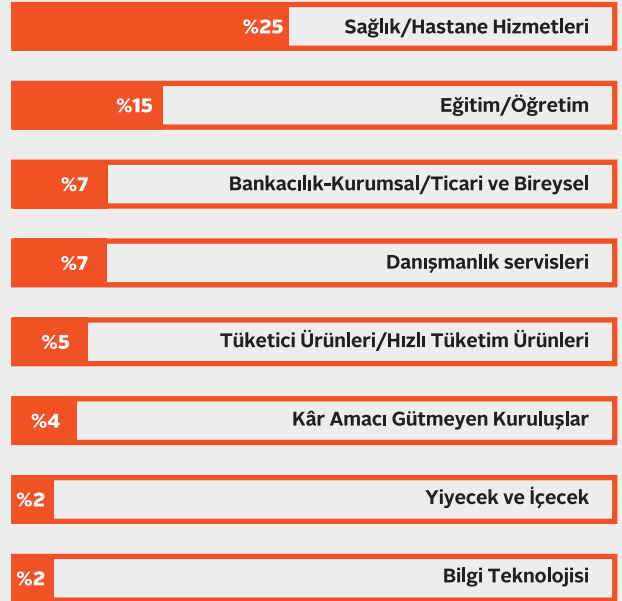 %25 Sağlık/Hastane Hizmetleri
%15 Eğitim/Öğretim
%7 Bankacılık-Kurumsal/Ticari ve Bireysel
%7 Danışmanlık servisleri
%5 Tüketici Ürünleri/Hızlı Tüketim Ürünleri
%4 Kâr Amacı Gütmeyen Kuruluşlar
%2 Yiyecek ve İçecek
%2 Bilgi Teknolojisi